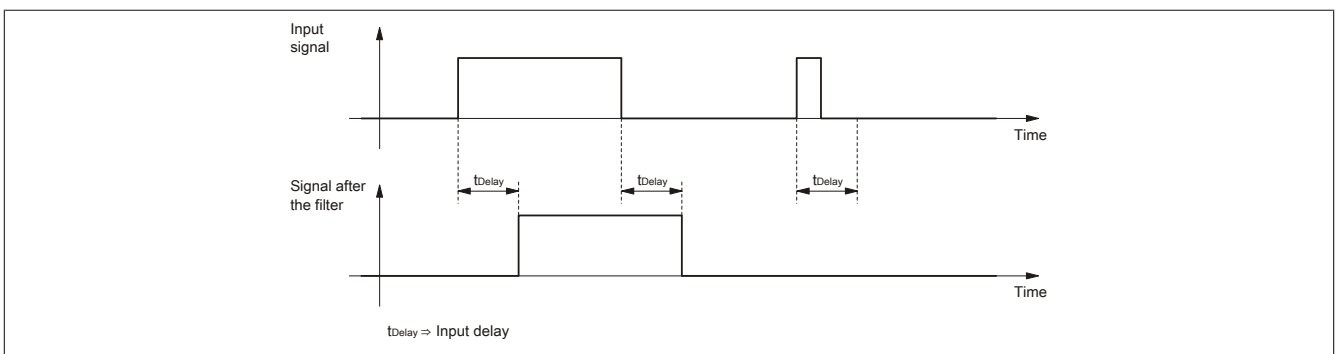 Input
signal
Time
tDelay
tDelay
tDelay
Signal after
the filter
Time
tDelay ⇒ Input delay